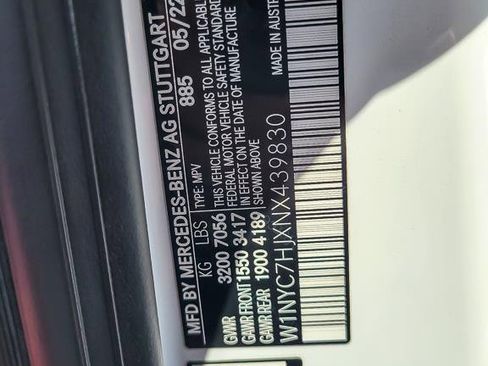 MFD BY MERCEDES-BENZ AG STUTTGART
885 05/22
KG LBS TYPE: MPV
GVWR 3200 7056
GAWR FRONT 1550 3417
GAWR REAR 1900 4189
THIS VEHICLE CONFORMS TO ALL APPLICABLE
FEDERAL MOTOR VEHICLE SAFETY STANDARD
IN EFFECT ON THE DATE OF MANUFACTURE
SHOWN ABOVE
MADE IN AUST
W1NYC7HJXNX439830